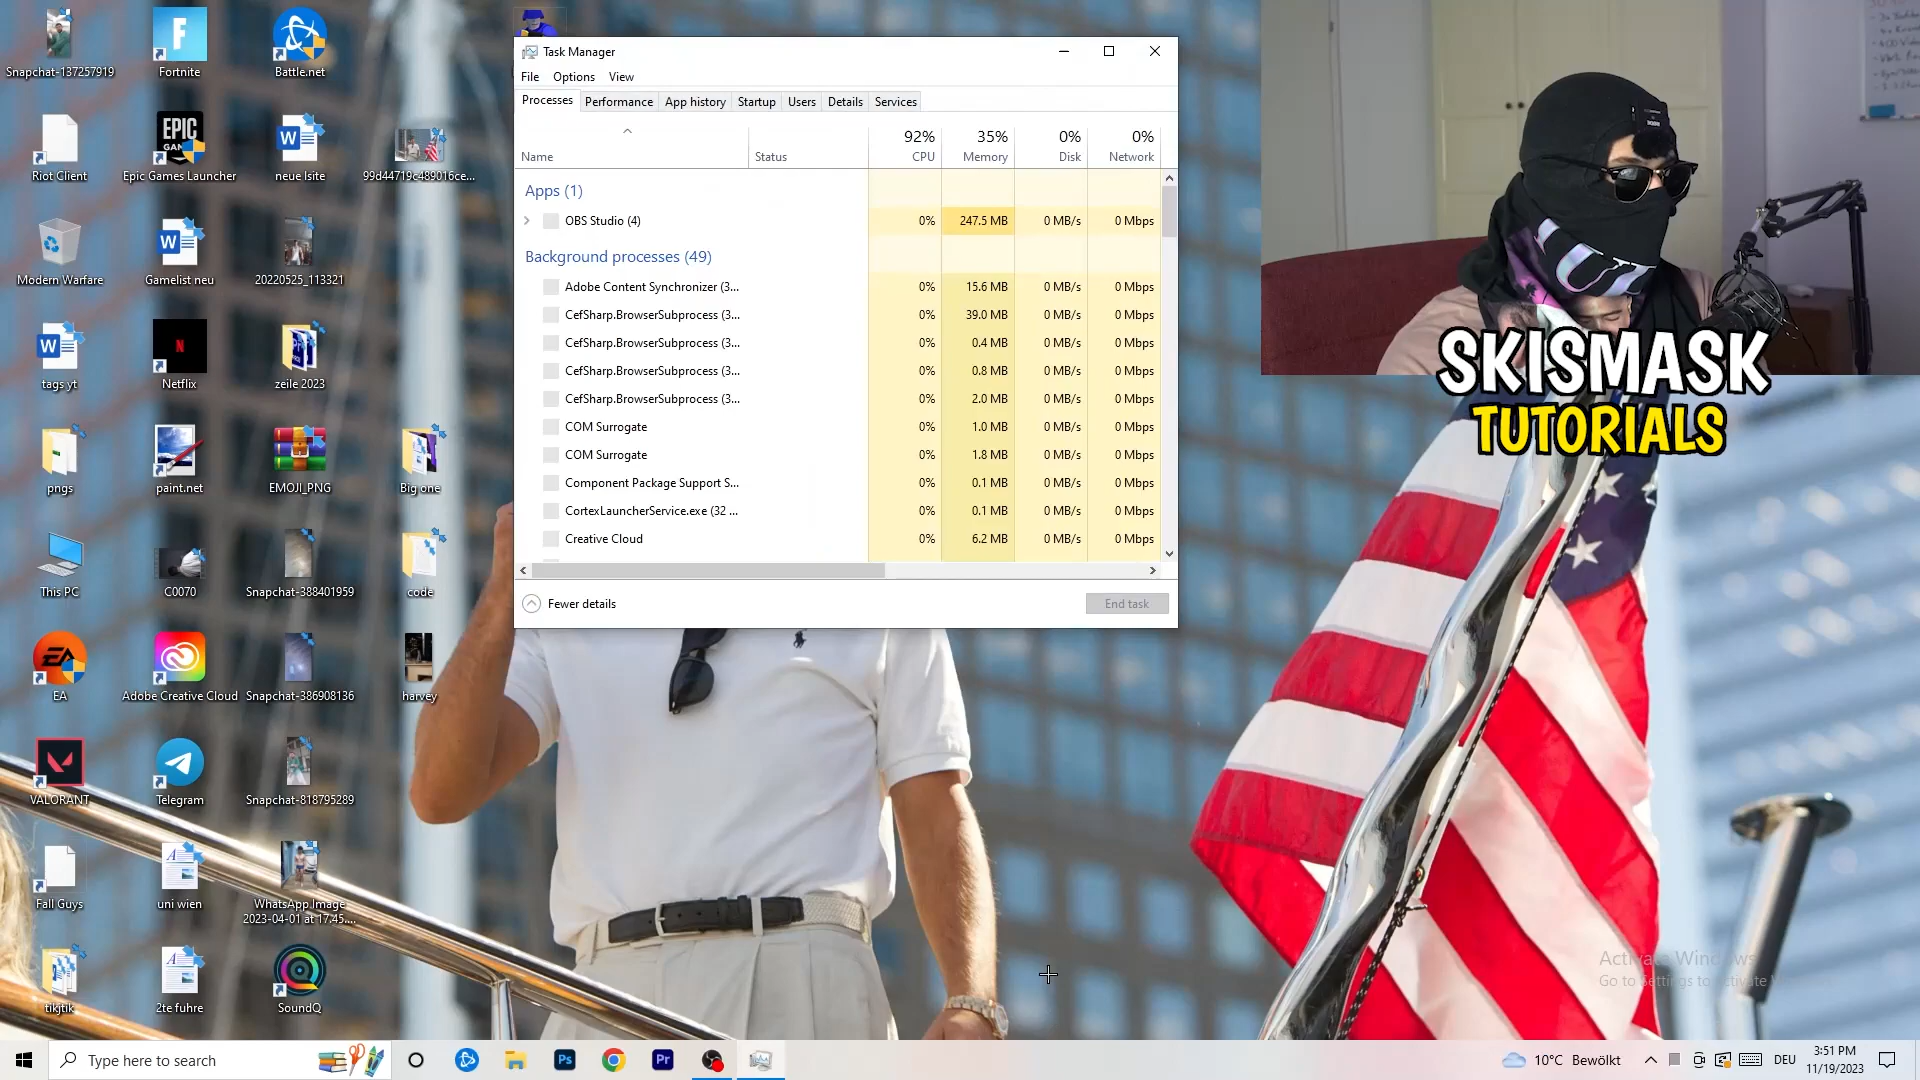 Snapchat-137257919
Fortnite
Battle.net
Riot Client
EPIC
Epic Games Launcher
neue lsite
99d44719c489016ce...
Modern Warfare
Gamelist neu
20220525_113321
tags yt
Netflix
zeile 2023
pngs
paint.net
EMOJI_PNG
Big one
This PC
C0070
Snapchat-388401959
code
EA
Adobe Creative Cloud
Snapchat-386908136
harvey
VALORANT
Telegram
Snapchat-818795289
Fall Guys
uni wien
WhatsApp Image
2023-04-01 at 17.45....
tikjtik
2te fuhre
SoundQ
Task Manager
File Options View
Processes Performance App history Startup Users Details Services
92% 35% 0% 0%
Name Status CPU Memory Disk Network
Apps (1)
OBS Studio (4) 0% 247.5 MB 0 MB/s 0 Mbps
Background processes (49)
Adobe Content Synchronizer (3... 0% 15.6 MB 0 MB/s 0 Mbps
CefSharp.BrowserSubprocess (3... 0% 39.0 MB 0 MB/s 0 Mbps
CefSharp.BrowserSubprocess (3... 0% 0.4 MB 0 MB/s 0 Mbps
CefSharp.BrowserSubprocess (3... 0% 0.8 MB 0 MB/s 0 Mbps
CefSharp.BrowserSubprocess (3... 0% 2.0 MB 0 MB/s 0 Mbps
COM Surrogate 0% 1.0 MB 0 MB/s 0 Mbps
COM Surrogate 0% 1.8 MB 0 MB/s 0 Mbps
Component Package Support S... 0% 0.1 MB 0 MB/s 0 Mbps
CortexLauncherService.exe (32 ... 0% 0.1 MB 0 MB/s 0 Mbps
Creative Cloud 0% 6.2 MB 0 MB/s 0 Mbps
Fewer details End task
SKISMASK
TUTORIALS
Activate Windows
Go to Settings to activate
Type here to search
Ps
Pr
10°C Bewölkt
DEU
3:51 PM
11/19/2023